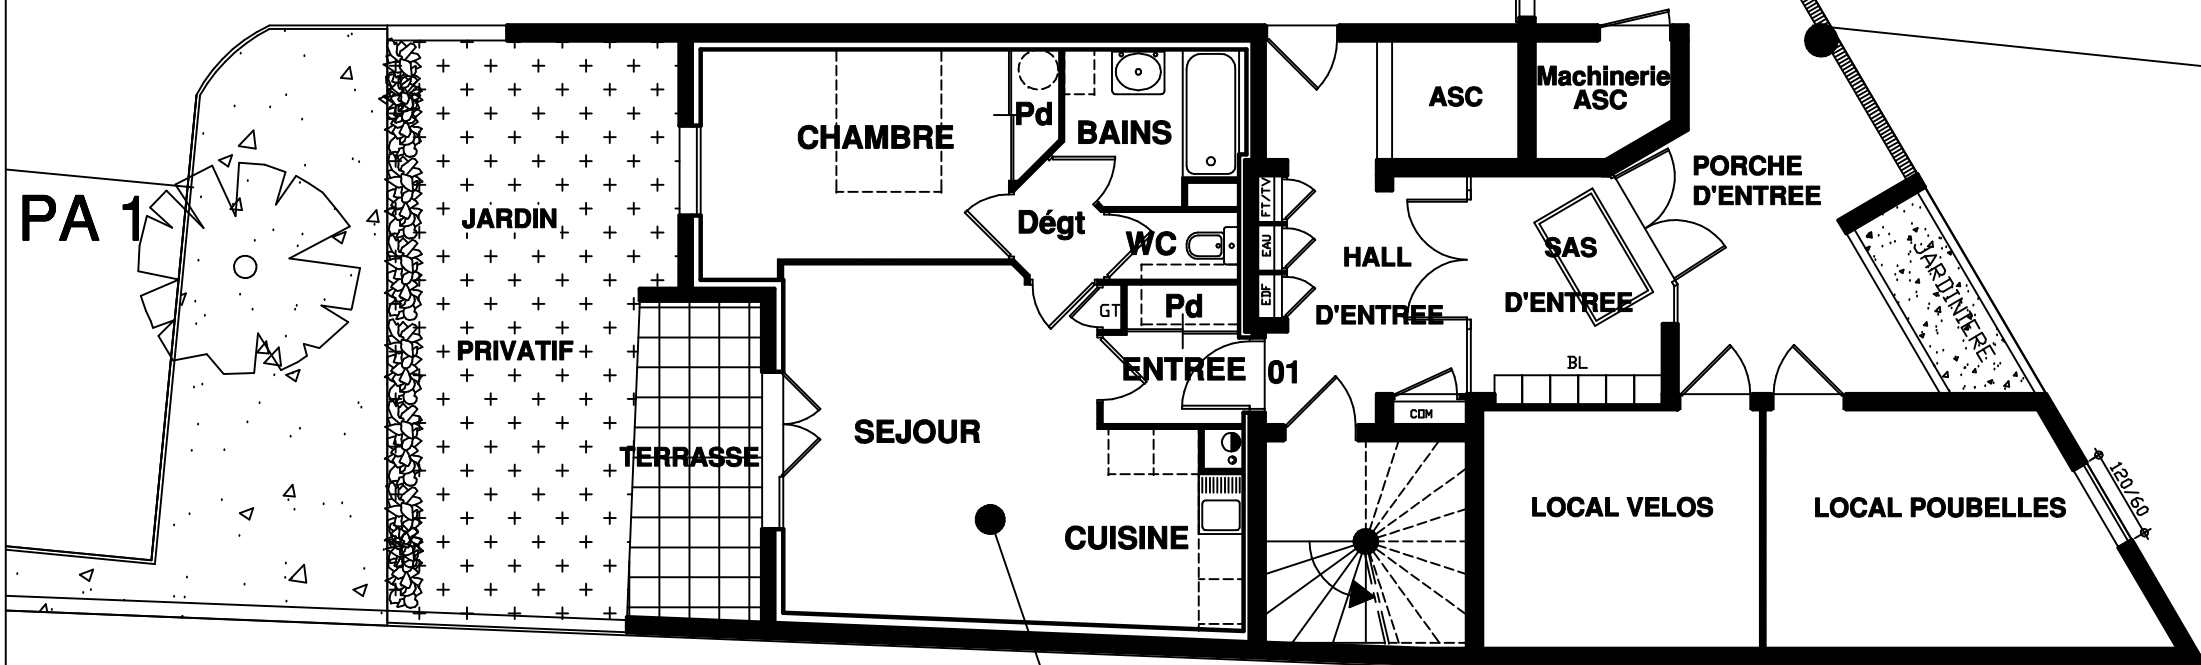 PA 1
JARDIN
PRIVATIF
TERRASSE
CHAMBRE
Pd
BAINS
Dégt
WC
GT
Pd
ENTREE
01
SEJOUR
CUISINE
FT/TV
EAU
EDF
HALL
D'ENTREE
ASC
Machinerie
ASC
PORCHE
D'ENTREE
SAS
D'ENTREE
BL
COM
JARDINIERE
LOCAL VELOS
LOCAL POUBELLES
120/60